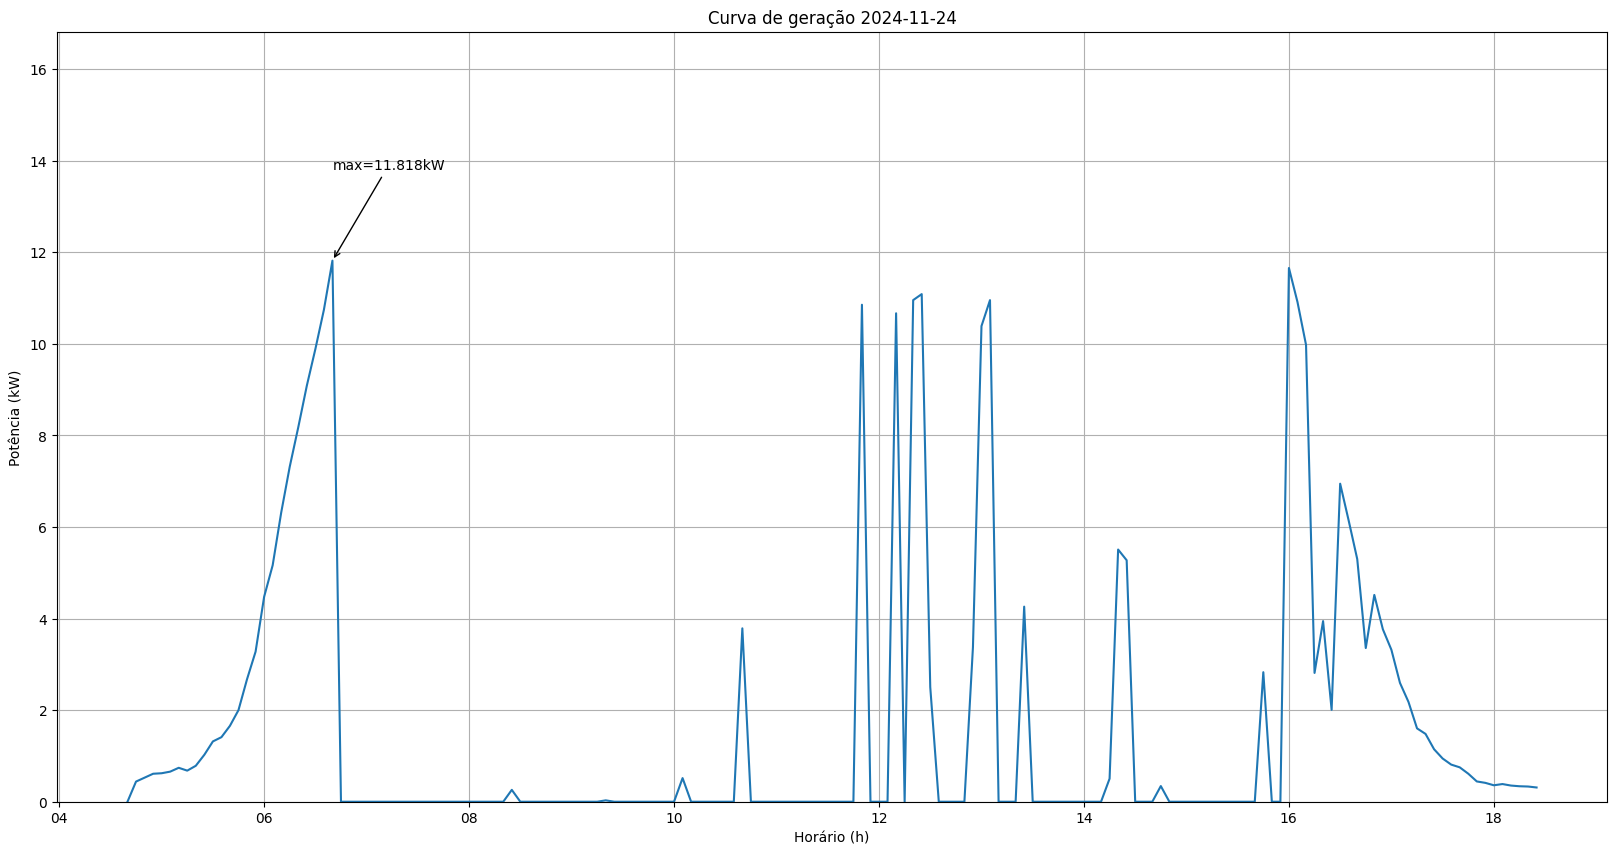 Curva de geração 2024-11-24
16
14
12
10
8
6
4
2
0
max=11.818kW
Potência (kW)
04 06 08 10 12 14 16 18
Horário (h)